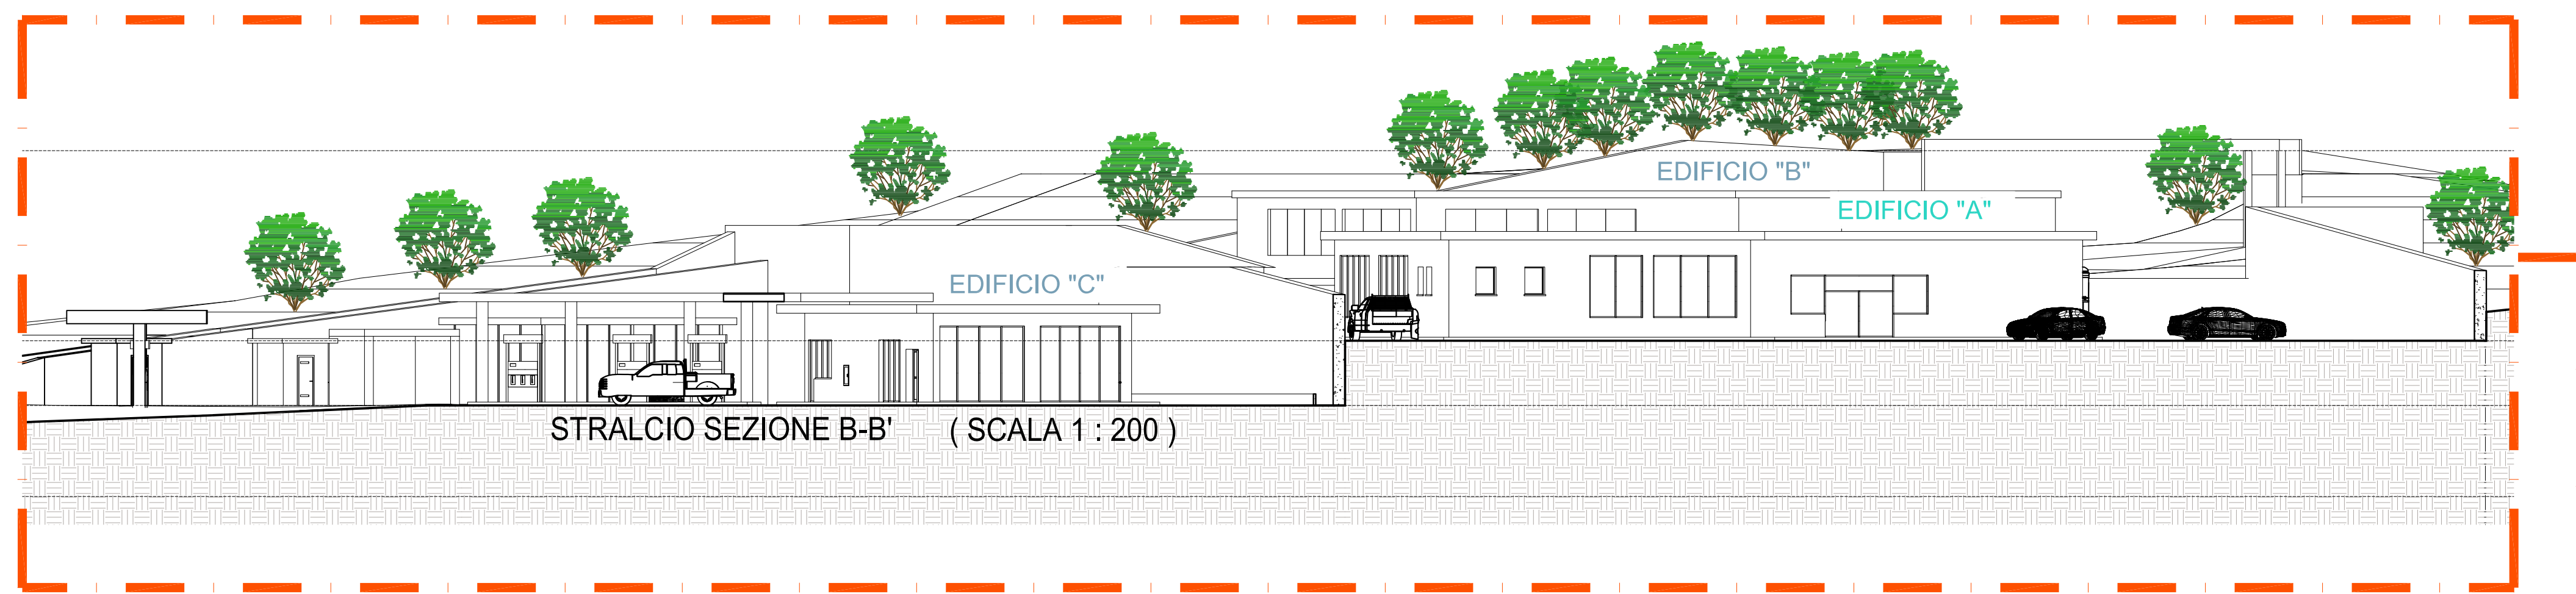 EDIFICIO "B"
EDIFICIO "A"
EDIFICIO "C"
STRALCIO SEZIONE B-B' ( SCALA 1 : 200 )